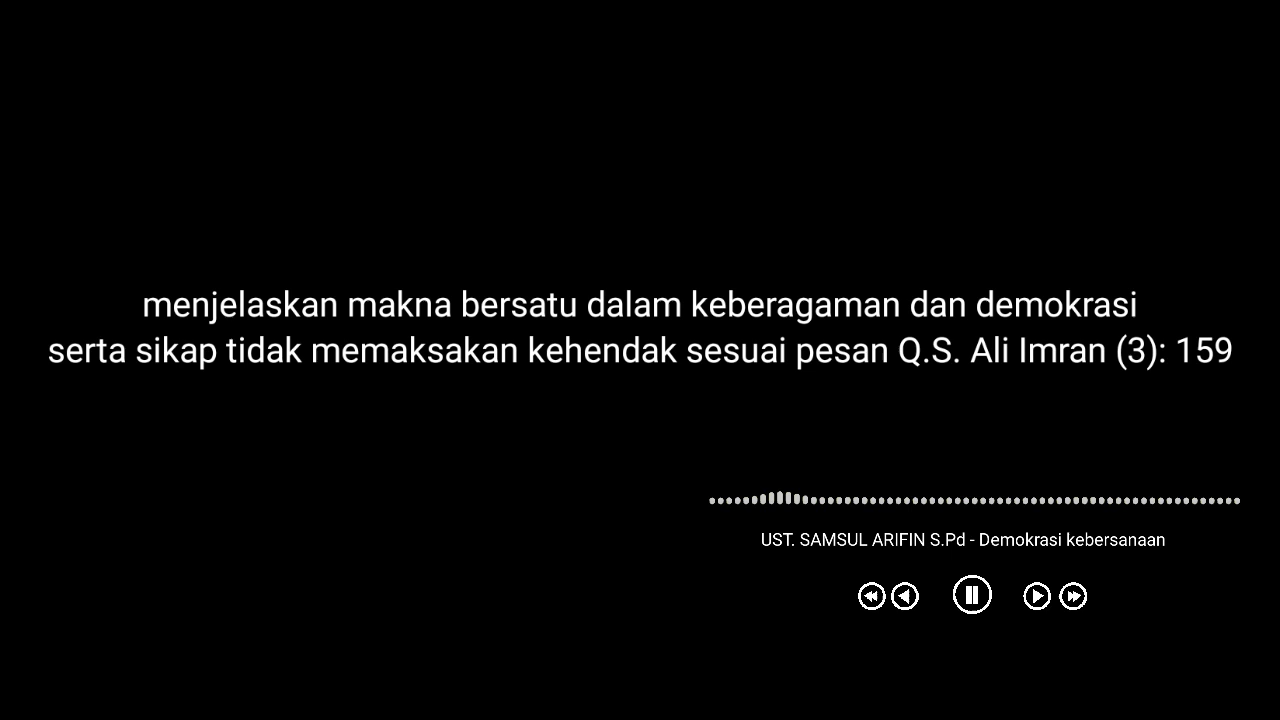 menjelaskan makna bersatu dalam keberagaman dan demokrasi
serta sikap tidak memaksakan kehendak sesuai pesan Q.S. Ali Imran (3): 159
UST. SAMSUL ARIFIN S.Pd - Demokrasi kebersanaan